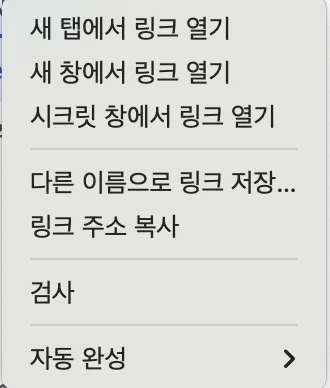 새 탭에서 링크 열기
새 창에서 링크 열기
시크릿 창에서 링크 열기
다른 이름으로 링크 저장...
링크 주소 복사
검사
자동 완성